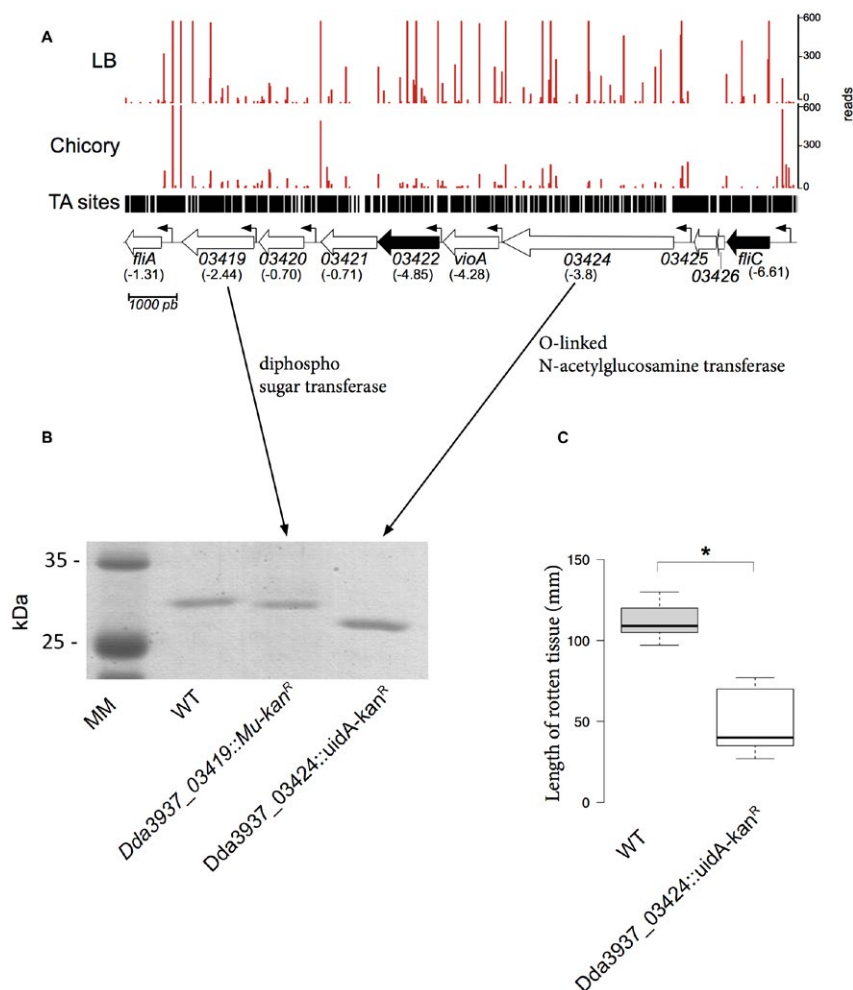 A
LB
600
300
0
reads
Chicory
600
300
0
TA sites
fliA 03419 03420 03421 03422 vioA 03424 03425 03426 fliC
(-1.31) (-2.44) (-0.70) (-0.71) (-4.85) (-4.28) (-3.8) (-6.61)
1000 pb
diphospho
sugar transferase
O-linked
N-acetylglucosamine transferase
B
35 -
kDa
25 -
MM
WT
Dda3937_03419::Mu-kanᴿ
Dda3937_03424::uidA-kanᴿ
C
*
Length of rotten tissue (mm)
150
100
50
0
WT
Dda3937_03424::uidA-kanᴿ